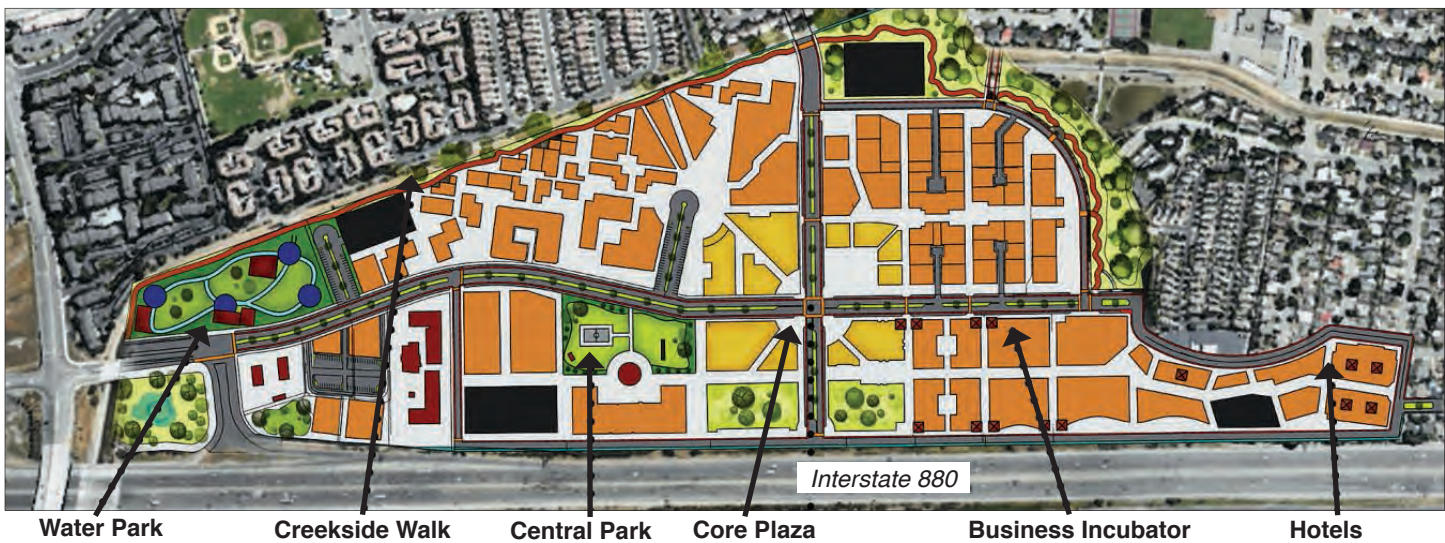 Interstate 880
Water Park
Creekside Walk
Central Park
Core Plaza
Business Incubator
Hotels